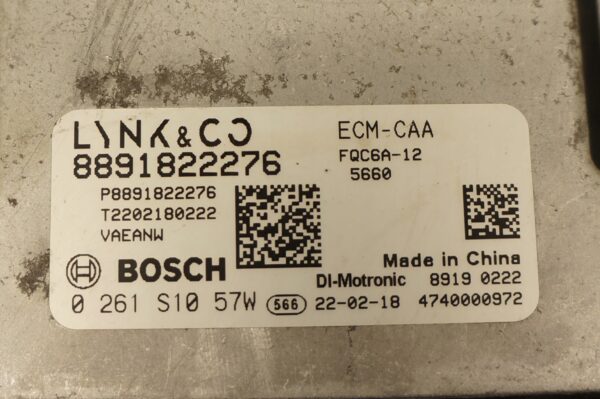 LYNK & CO
8891822276
P8891822276
T2202180222
VAEANW
BOSCH
0 261 S10 57W
566
22-02-18
ECM-CAA
FQC6A-12
5660
Made in China
DI-Motronic 8919 0222
4740000972